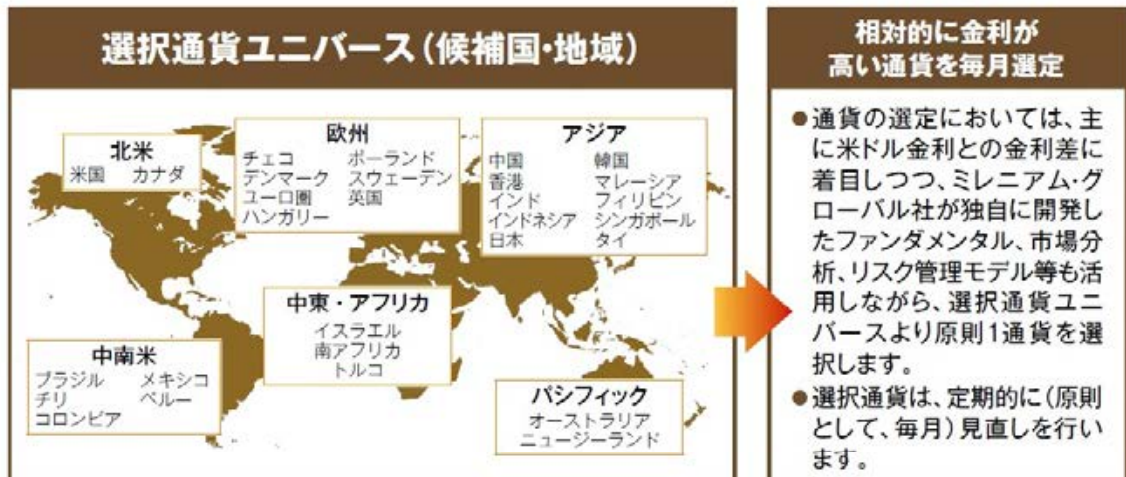 選択通貨ユニバース(候補国・地域)
北米
米国 カナダ
欧州
チェコ ポーランド
デンマーク スウェーデン
ユーロ圏 英国
ハンガリー
アジア
中国 韓国
香港 マレーシア
インド フィリピン
インドネシア シンガポール
日本 タイ
中東・アフリカ
イスラエル
南アフリカ
トルコ
中南米
ブラジル メキシコ
チリ ペルー
コロンビア
パシフィック
オーストラリア
ニュージーランド
相対的に金利が
高い通貨を毎月選定
●通貨の選定においては、主
に米ドル金利との金利差に
着目しつつ、ミレニアム・グ
ローバル社が独自に開発し
たファンダメンタル、市場分
析、リスク管理モデル等も活
用しながら、選択通貨ユニ
バースより原則1通貨を選
択します。
●選択通貨は、定期的に(原則
として、毎月)見直しを行い
ます。